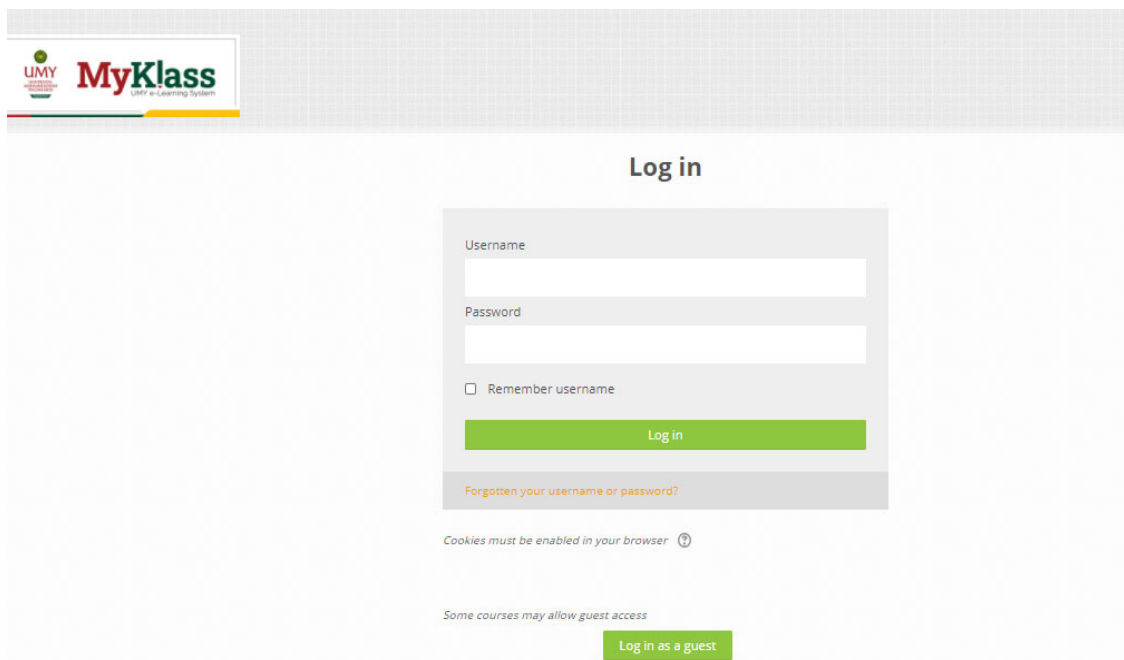 UMY
MyKlass
UMY e-Learning System
Log in
Username
Password
Remember username
Log in
Forgotten your username or password?
Cookies must be enabled in your browser
Some courses may allow guest access
Log in as a guest